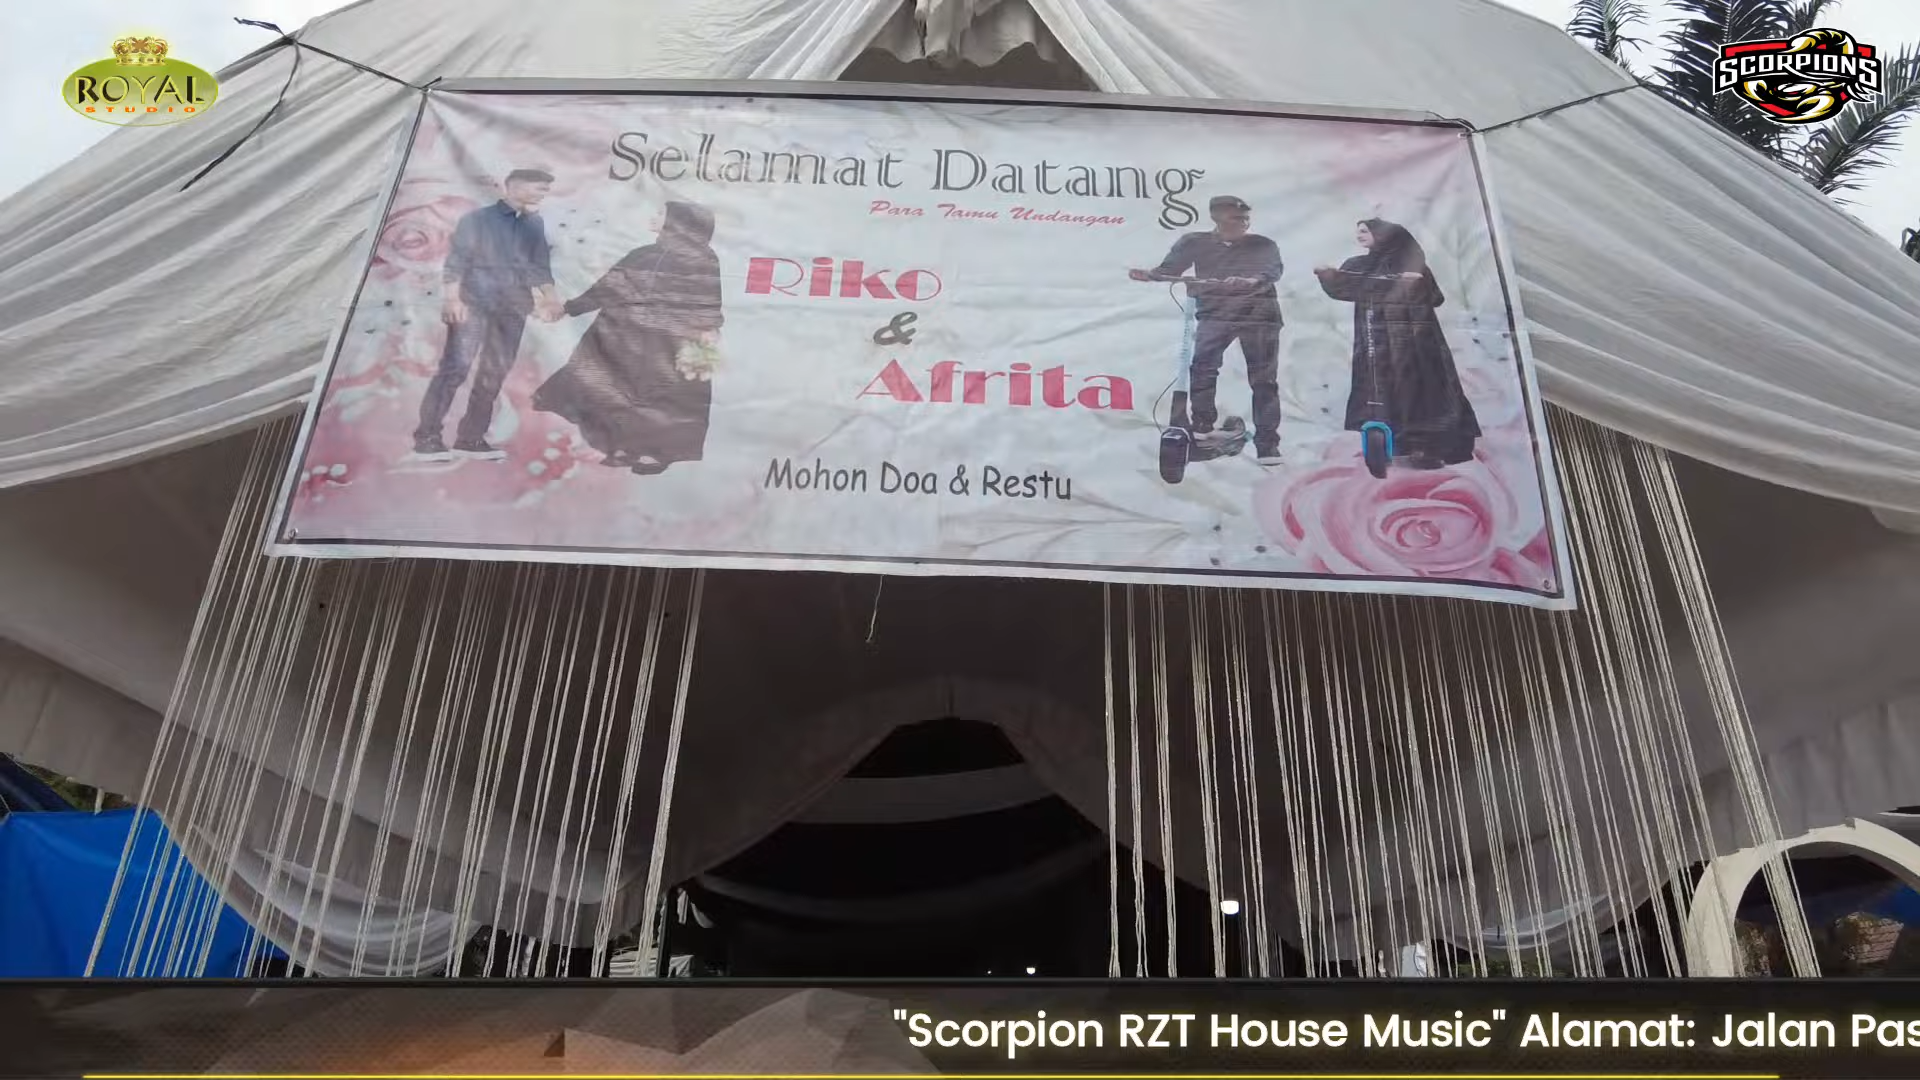 ROYAL
STUDIO
SCORPIONS
Selamat Datang
Para Tamu Undangan
Riko
&
Afrita
Mohon Doa & Restu
"Scorpion RZT House Music" Alamat: Jalan Pas